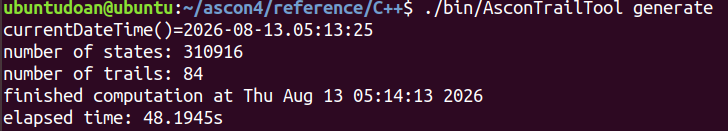 ubuntudoan@ubuntu:~/ascon4/reference/C++$ ./bin/AsconTrailTool generate
currentDateTime()=2026-08-13.05:13:25
number of states: 310916
number of trails: 84
finished computation at Thu Aug 13 05:14:13 2026
elapsed time: 48.1945s